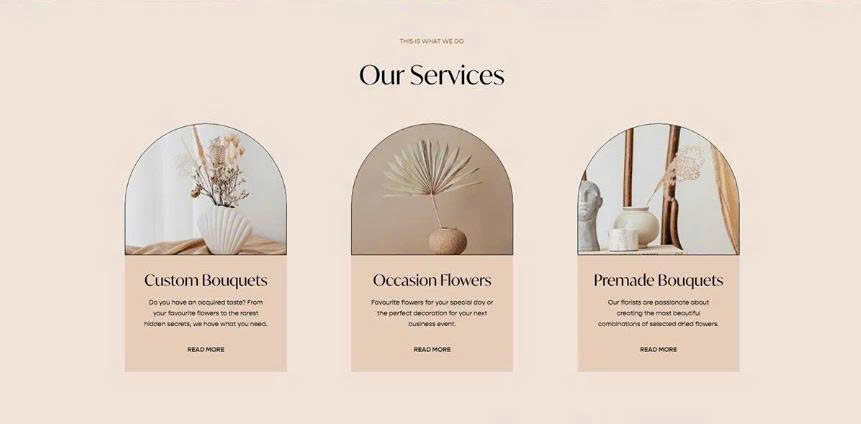 THIS IS WHAT WE DO
Our Services
Custom Bouquets
Do you have an acquired taste? From
your favourite flowers to the rarest
hidden secrets, we have what you need.
READ MORE
Occasion Flowers
Favourite flowers for your special day or
the perfect decoration for your next
business event.
READ MORE
Premade Bouquets
Our florists are passionate about
creating the most beautiful
combinations of selected dried flowers.
READ MORE